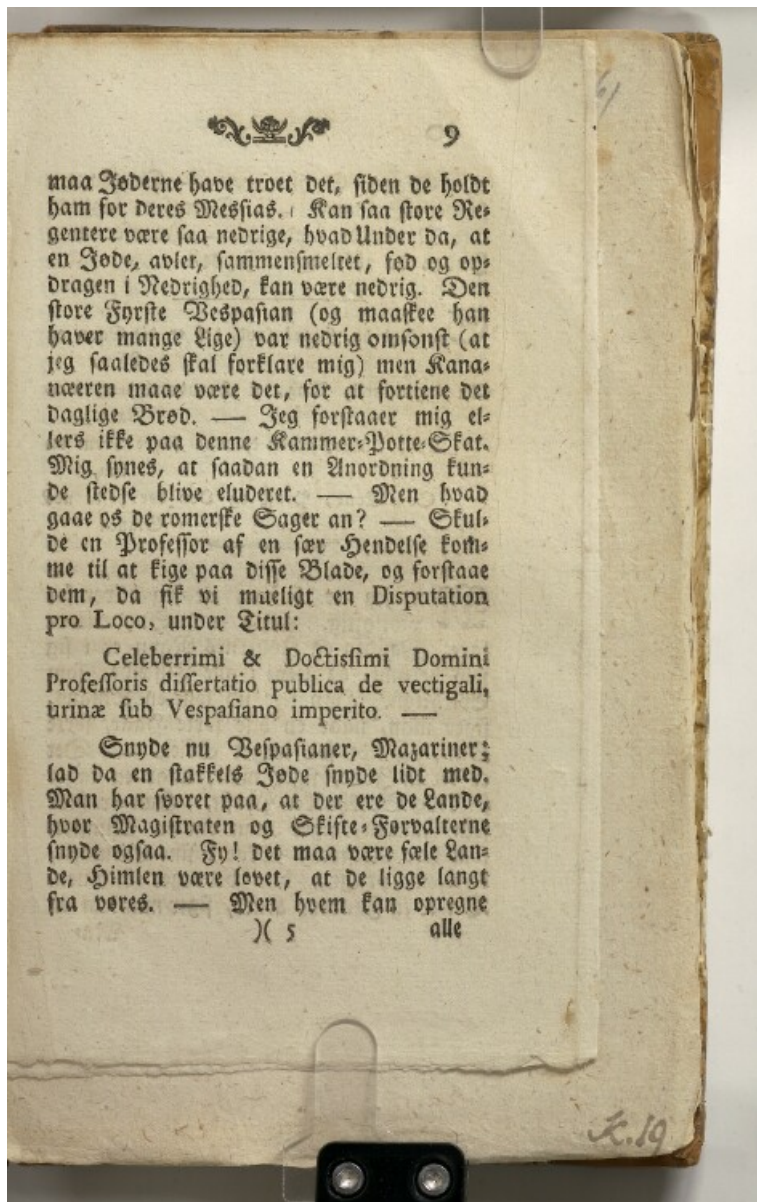 9
maa Jøderne have troet det, siden de holdt
ham for deres Messias. Kan saa store Re-
gentere være saa nedrige, hvad Under da, at
en Jøde, avlet, sammensmeltet, fød og op-
dragen i Nedrighed, kan være nedrig. Den
store Fyrste Vespasian (og maaskee han
haver mange Lige) var nedrig omsonst (at
jeg saaledes skal forklare mig) men Kana-
næeren maae være det, for at fortiene det
daglige Brød. — Jeg forstaaer mig el-
lers ikke paa denne Kammer-Potte-Skat.
Mig synes, at saadan en Anordning kun-
de stedse blive eluderet. — Men hvad
gaae os de romerske Sager an? — Skul-
de en Professor af en sær Hendelse kom-
me til at kige paa disse Blade, og forstaae
dem, da fik vi mueligt en Disputation
pro Loco, under Titul:
Celeberrimi & Doctissimi Domini
Professoris dissertatio publica de vectigali,
urinæ sub Vespasiano imperito. —
Snyde nu Vespasianer, Mazariner;
lad da en stakkels Jøde snyde lidt med.
Man har svoret paa, at der ere de Lande,
hvor Magistraten og Skifte-Forvalterne
snyde ogsaa. Fy! det maa være fæle Lan-
de, Himlen være lovet, at de ligge langt
fra vores. — Men hvem kan opregne
)( 5 alle
K.19